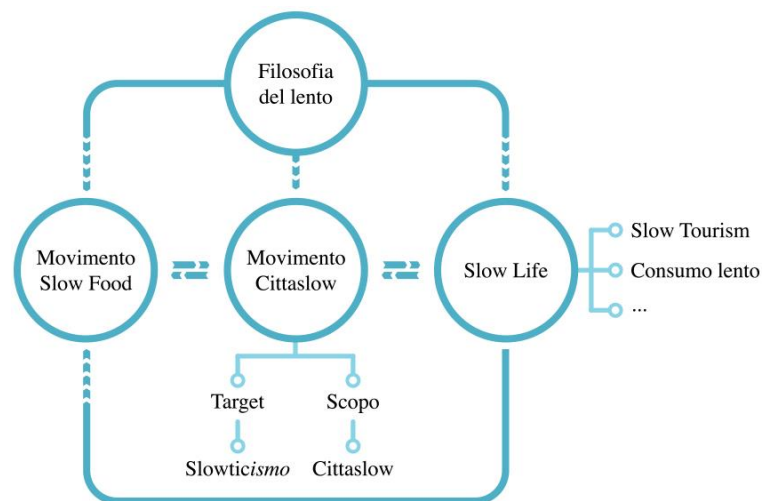 Filosofia
del lento
Movimento
Slow Food
Movimento
Cittaslow
Slow Life
Slow Tourism
Consumo lento
...
Target
Scopo
Slowticismo
Cittaslow